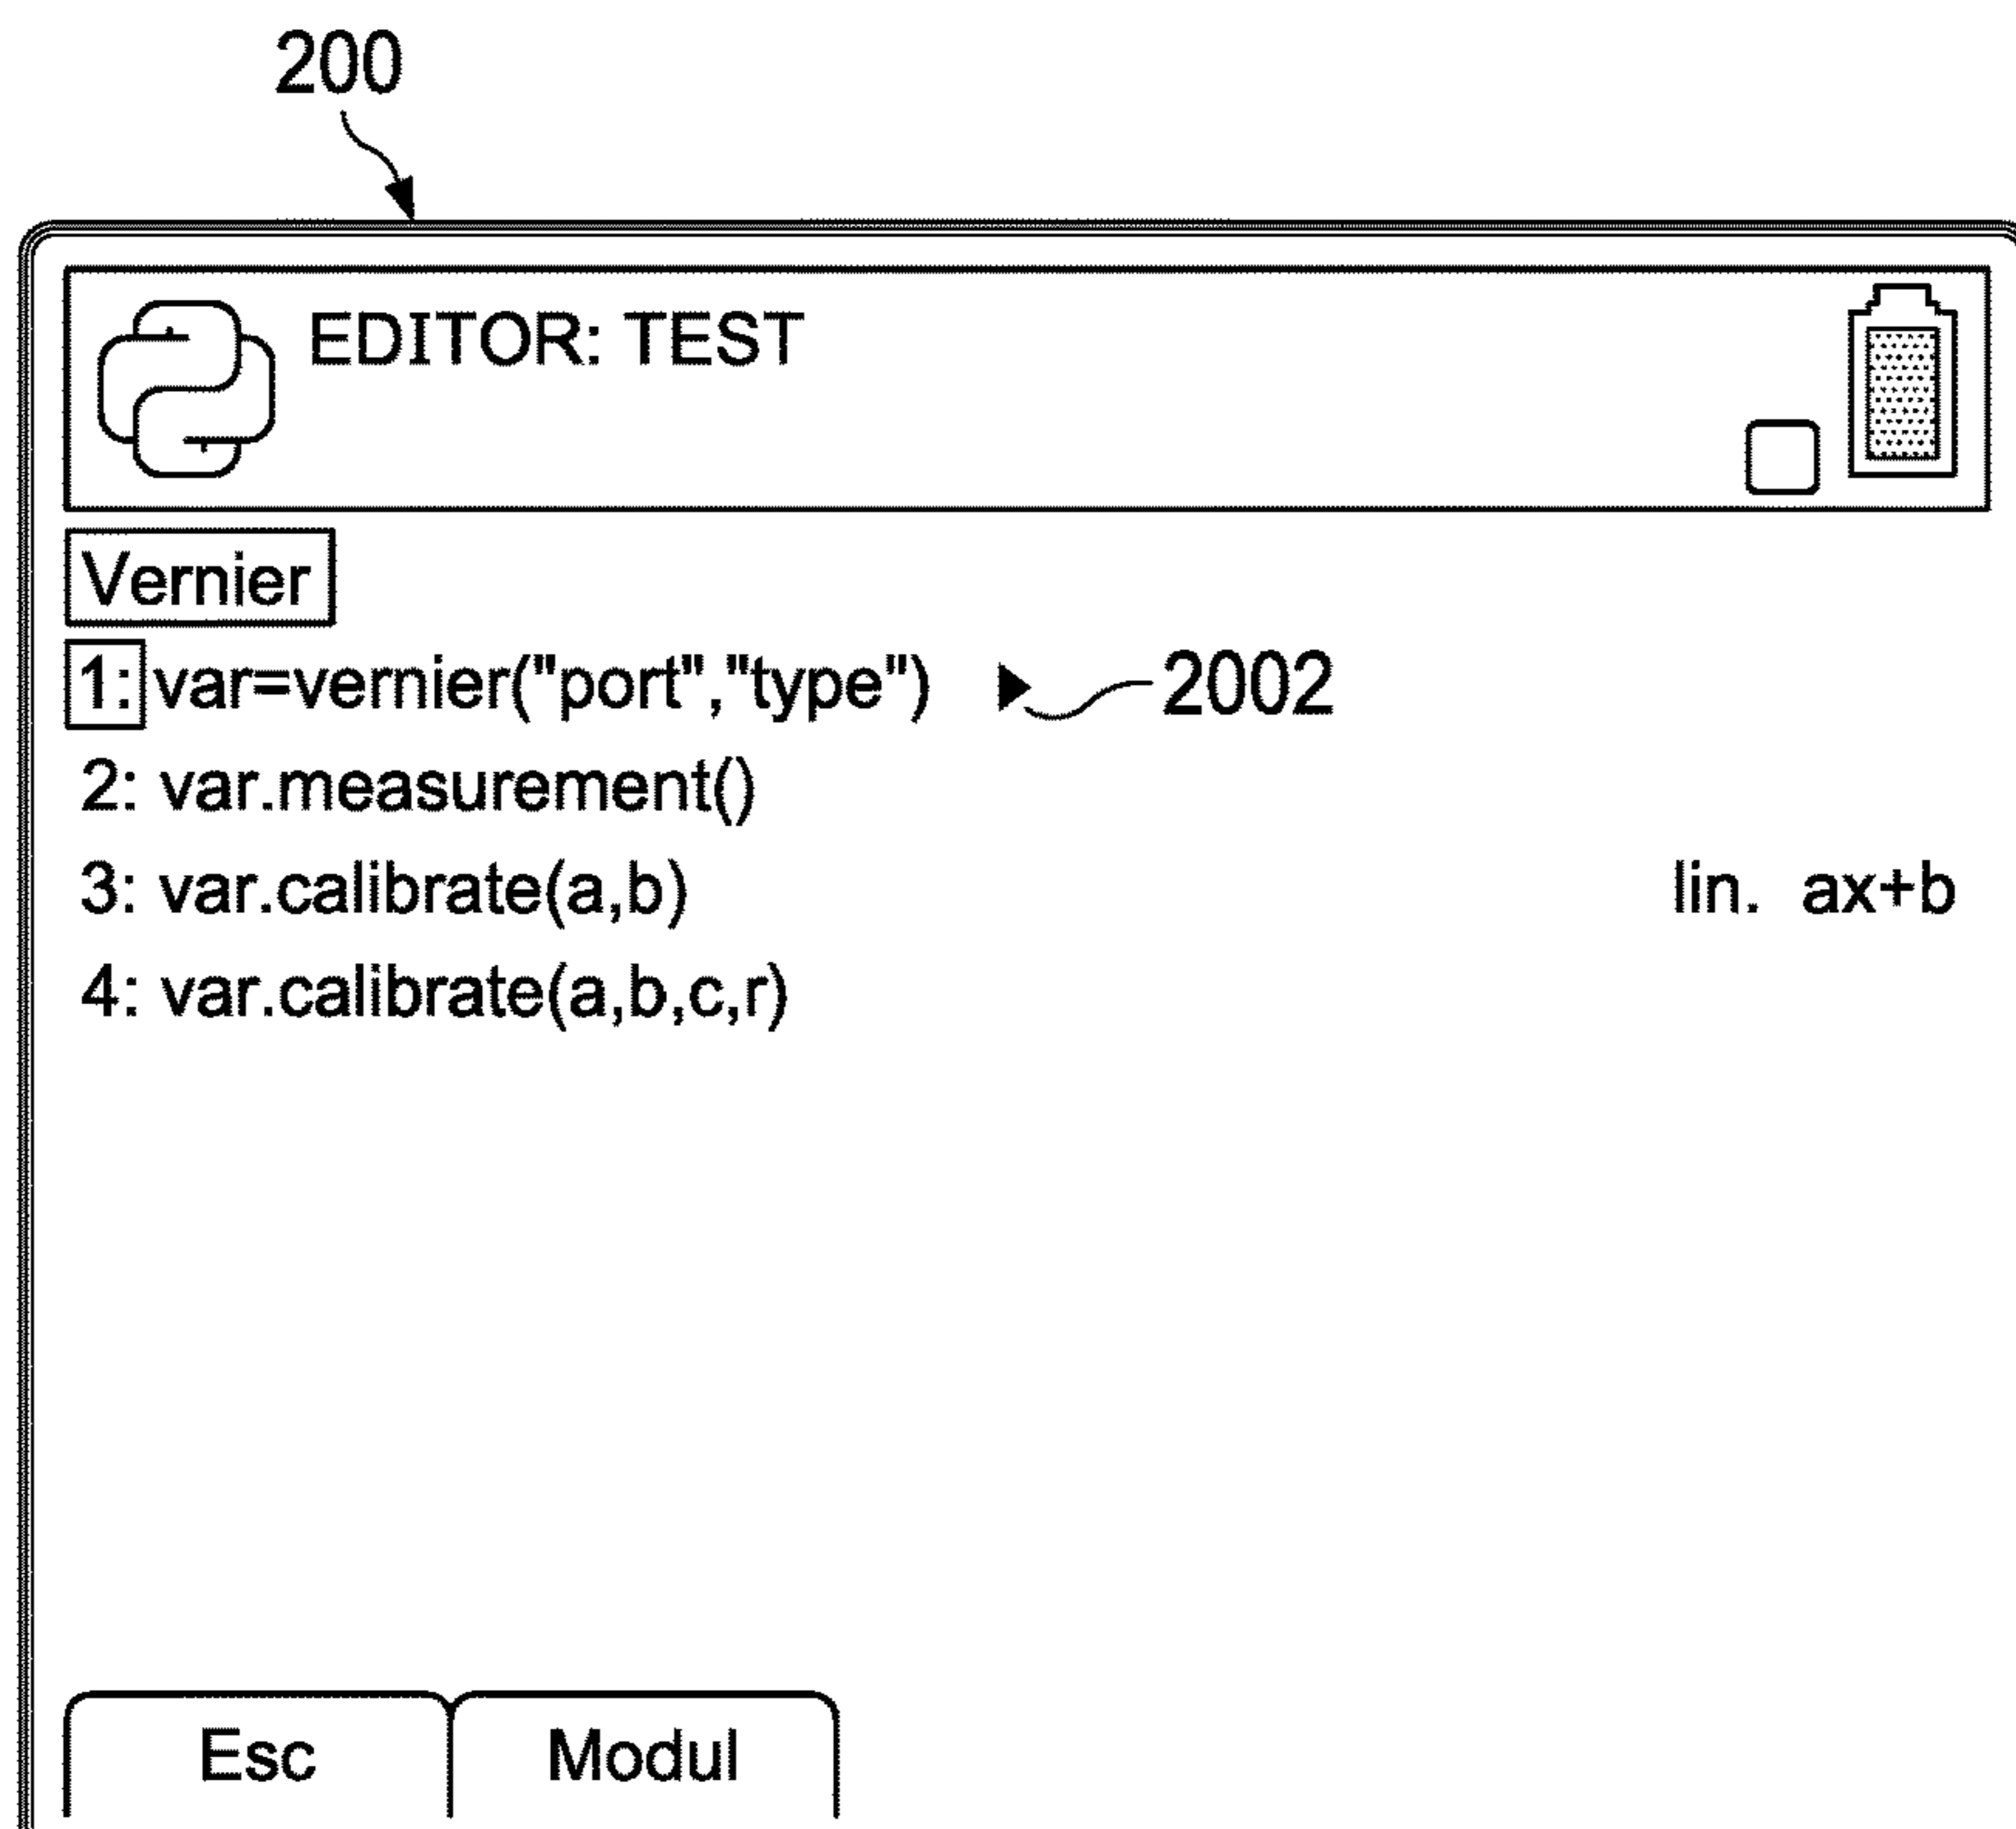 200
EDITOR: TEST
Vernier
1: var=vernier("port","type") ▶ 2002
2: var.measurement()
3: var.calibrate(a,b) lin. ax+b
4: var.calibrate(a,b,c,r)
Esc Modul